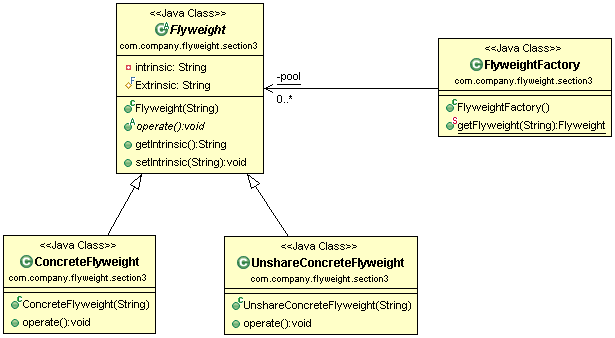 <<Java Class>>
Flyweight
com.company.flyweight.section3
intrinsic: String
Extrinsic: String
Flyweight(String)
operate():void
getIntrinsic():String
setIntrinsic(String):void
-pool
0..*
<<Java Class>>
FlyweightFactory
com.company.flyweight.section3
FlyweightFactory()
getFlyweight(String):Flyweight
<<Java Class>>
ConcreteFlyweight
com.company.flyweight.section3
ConcreteFlyweight(String)
operate():void
<<Java Class>>
UnshareConcreteFlyweight
com.company.flyweight.section3
UnshareConcreteFlyweight(String)
operate():void